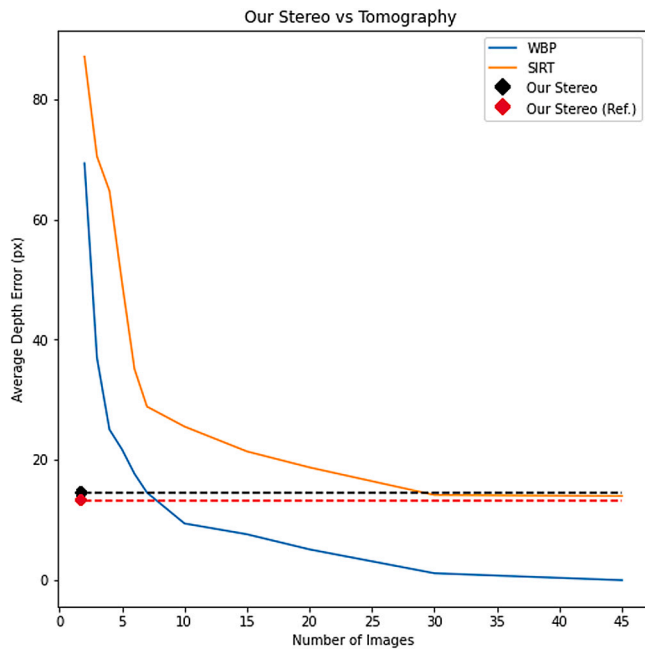 Our Stereo vs Tomography
WBP
SIRT
Our Stereo
Our Stereo (Ref.)
Average Depth Error (px)
80
60
40
20
0
0 5 10 15 20 25 30 35 40 45
Number of Images